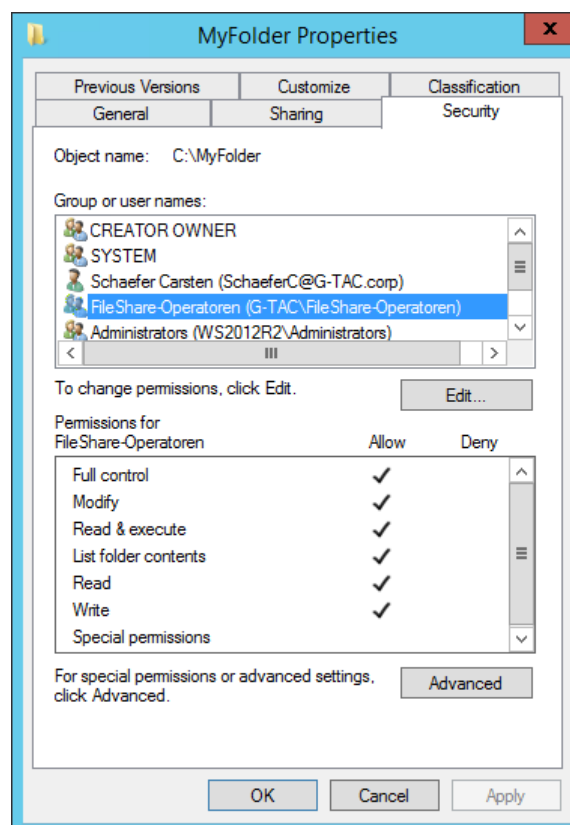 MyFolder Properties
x
Previous Versions
Customize
Classification
General
Sharing
Security
Object name: C:\MyFolder
Group or user names:
CREATOR OWNER
SYSTEM
Schaefer Carsten (SchaeferC@G-TAC.corp)
FileShare-Operatoren (G-TAC\FileShare-Operatoren)
Administrators (WS2012R2\Administrators)
To change permissions, click Edit.
Edit...
Permissions for
FileShare-Operatoren Allow Deny
Full control
Modify
Read & execute
List folder contents
Read
Write
Special permissions
For special permissions or advanced settings,
click Advanced.
Advanced
OK
Cancel
Apply